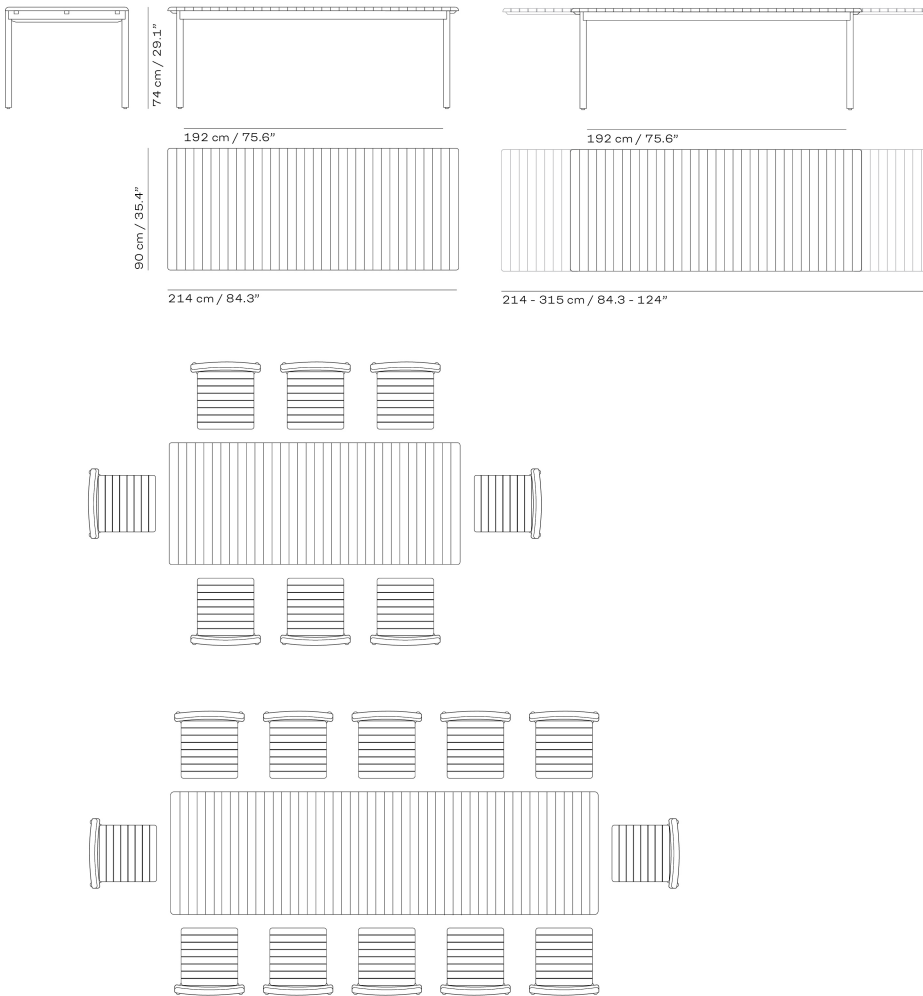 74 cm / 29.1”
192 cm / 75.6”
192 cm / 75.6”
90 cm / 35.4”
214 cm / 84.3”
214 - 315 cm / 84.3 - 124”